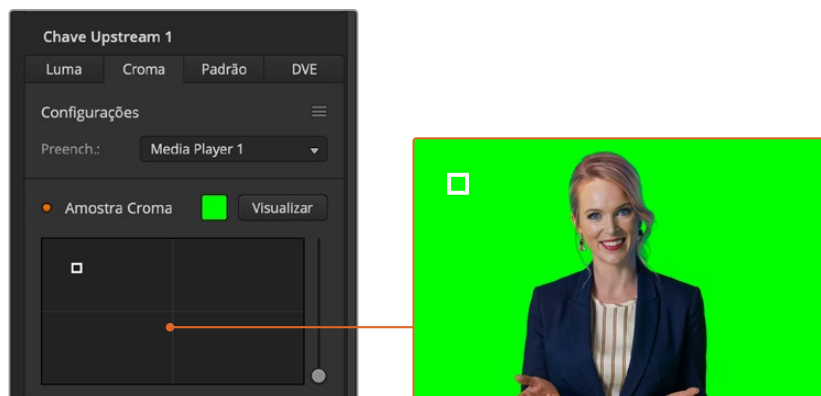 Chave Upstream 1
Luma Croma Padrão DVE
Configurações
Preench.: Media Player 1
Amostra Croma Visualizar